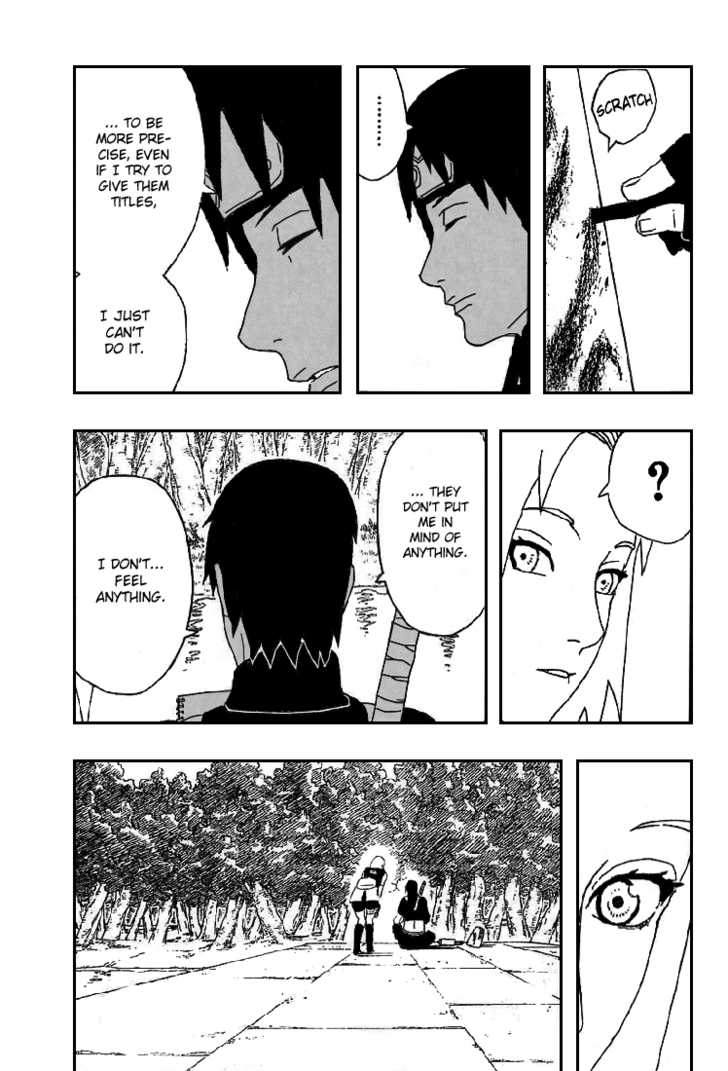 SCRATCH
.........
... TO BE
MORE PRE-
CISE, EVEN
IF I TRY TO
GIVE THEM
TITLES,
I JUST
CAN'T
DO IT.
?
... THEY
DON'T PUT
ME IN
MIND OF
ANYTHING.
I DON'T...
FEEL
ANYTHING.